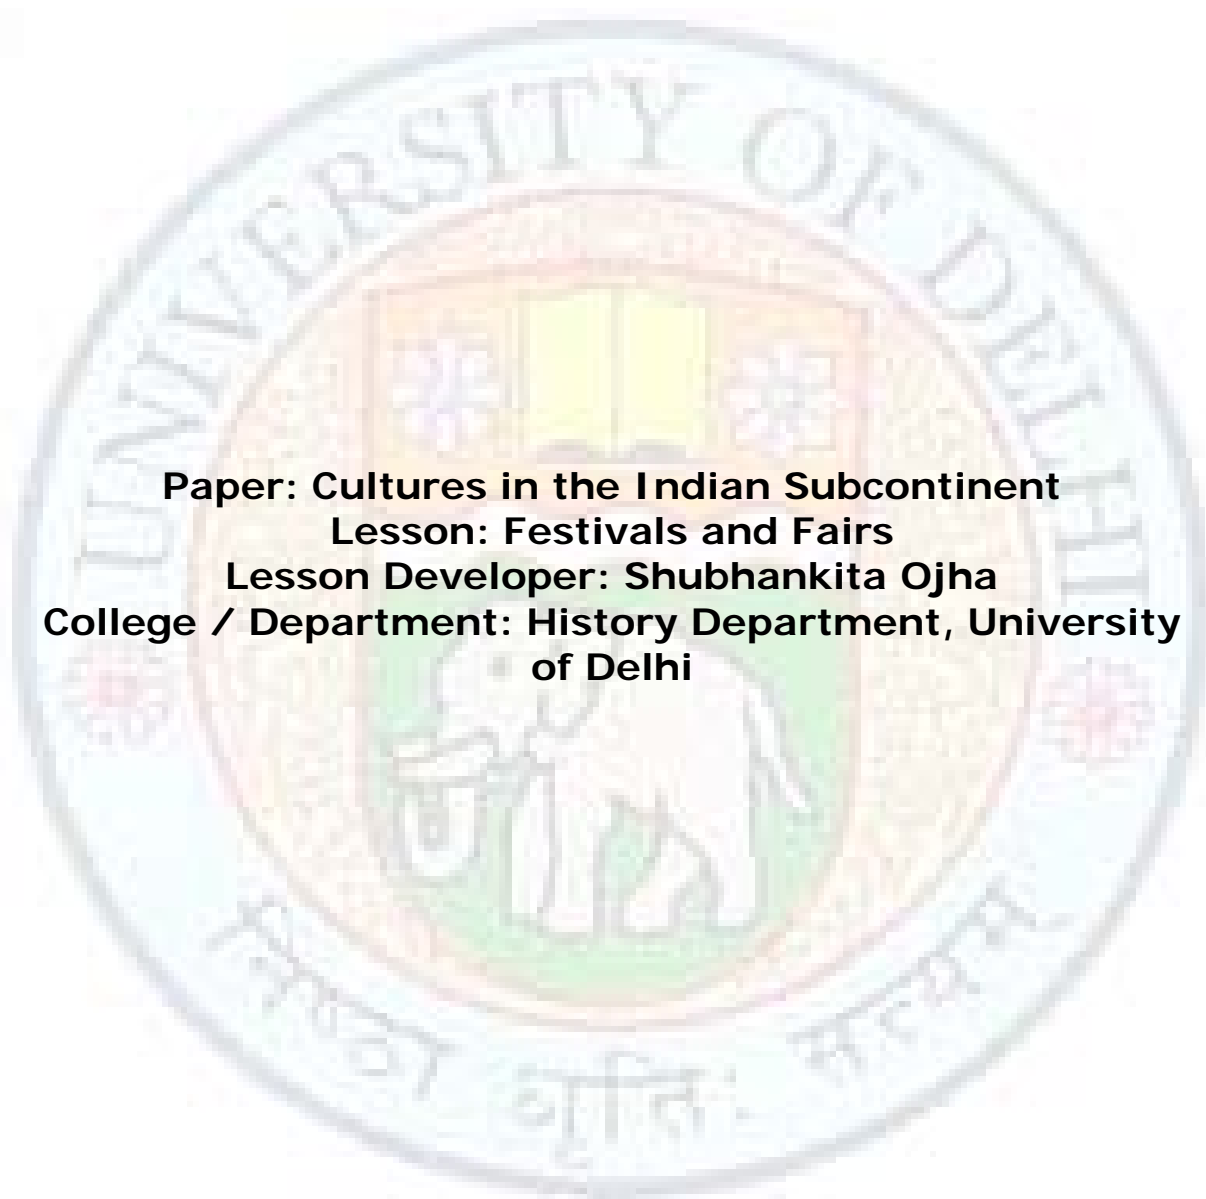 UNIVERSITY OF DELHI
Paper: Cultures in the Indian Subcontinent
Lesson: Festivals and Fairs
Lesson Developer: Shubhankita Ojha
College / Department: History Department, University
of Delhi
धृतिः सत्यम्